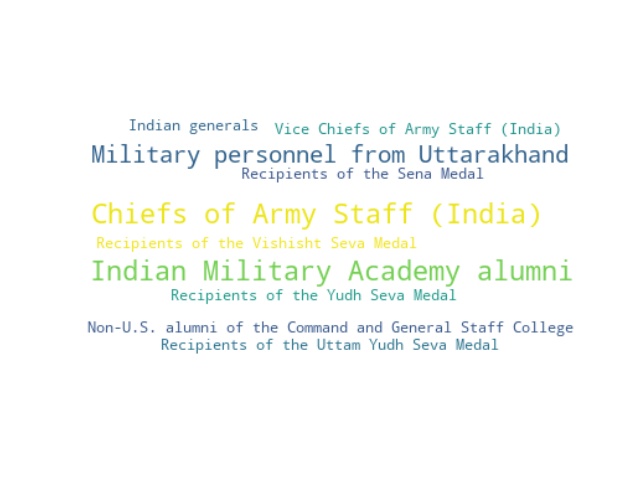 Indian generals
Vice Chiefs of Army Staff (India)
Military personnel from Uttarakhand
Recipients of the Sena Medal
Chiefs of Army Staff (India)
Recipients of the Vishisht Seva Medal
Indian Military Academy alumni
Recipients of the Yudh Seva Medal
Non-U.S. alumni of the Command and General Staff College
Recipients of the Uttam Yudh Seva Medal